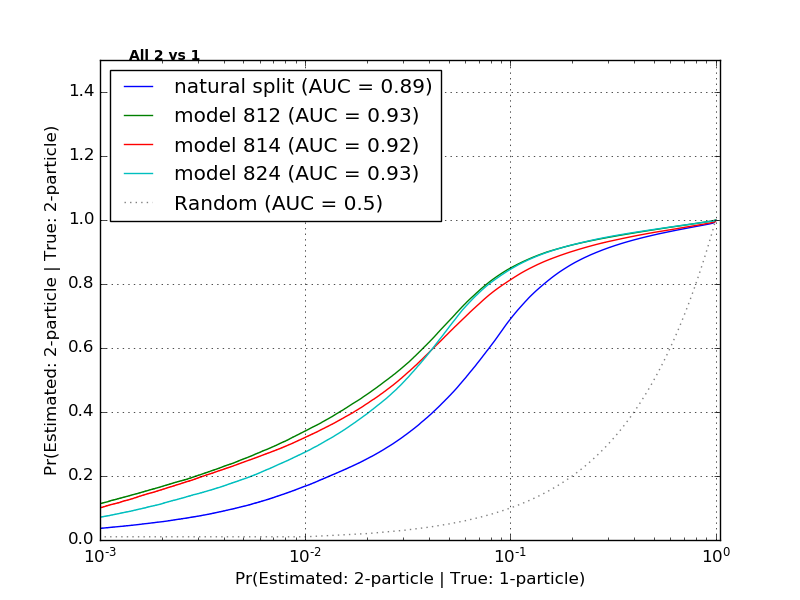 All 2 vs 1
natural split (AUC = 0.89)
model 812 (AUC = 0.93)
model 814 (AUC = 0.92)
model 824 (AUC = 0.93)
Random (AUC = 0.5)
Pr(Estimated: 2-particle | True: 2-particle)
1.4
1.2
1.0
0.8
0.6
0.4
0.2
0.0
10⁻³ 10⁻² 10⁻¹ 10⁰
Pr(Estimated: 2-particle | True: 1-particle)